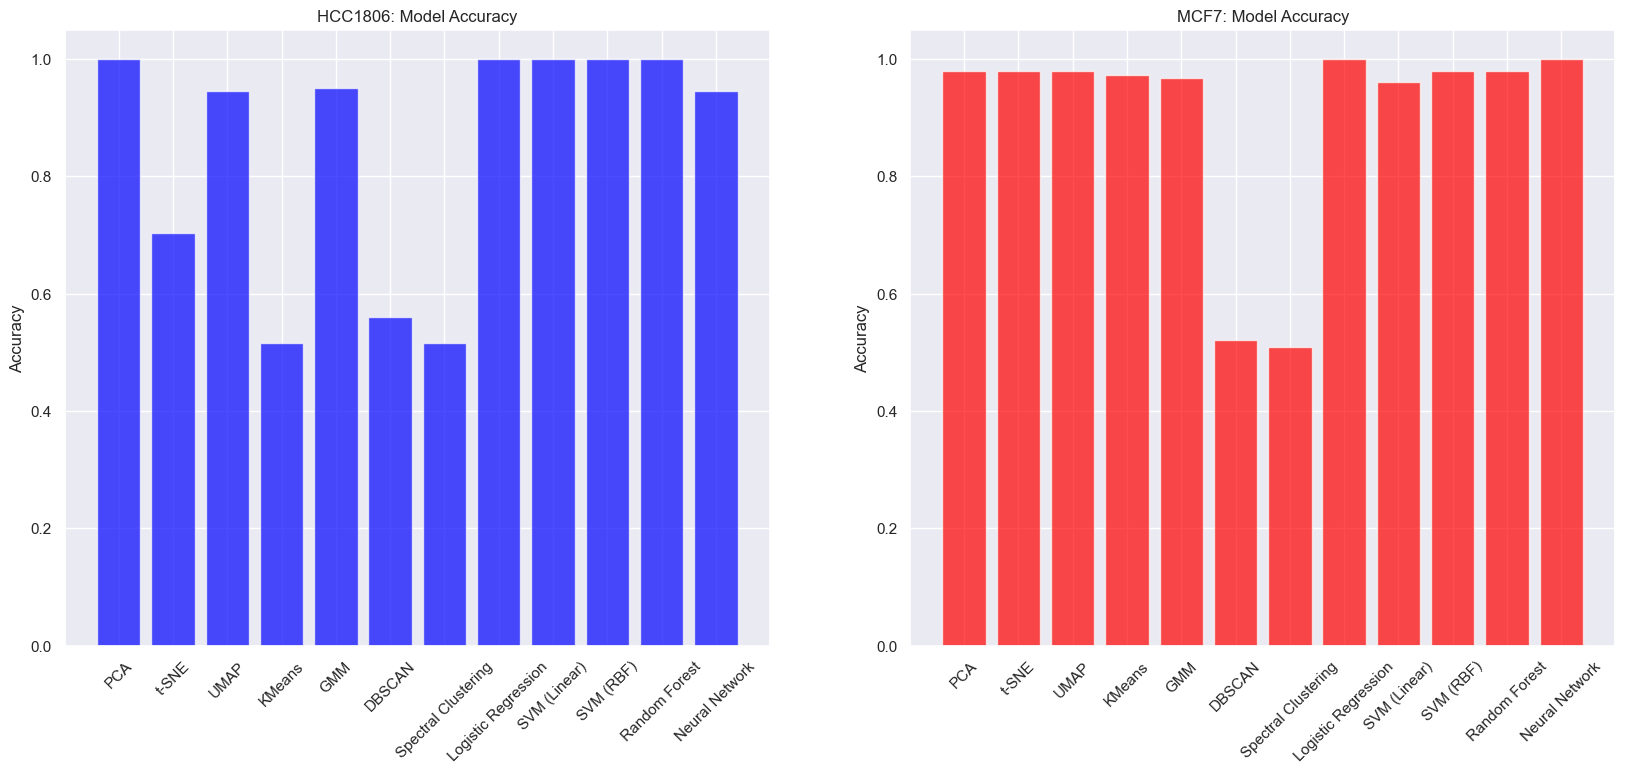 HCC1806: Model Accuracy
Accuracy
1.0
0.8
0.6
0.4
0.2
0.0
PCA
t-SNE
UMAP
KMeans
GMM
DBSCAN
Spectral Clustering
Logistic Regression
SVM (Linear)
SVM (RBF)
Random Forest
Neural Network
MCF7: Model Accuracy
Accuracy
1.0
0.8
0.6
0.4
0.2
0.0
PCA
t-SNE
UMAP
KMeans
GMM
DBSCAN
Spectral Clustering
Logistic Regression
SVM (Linear)
SVM (RBF)
Random Forest
Neural Network